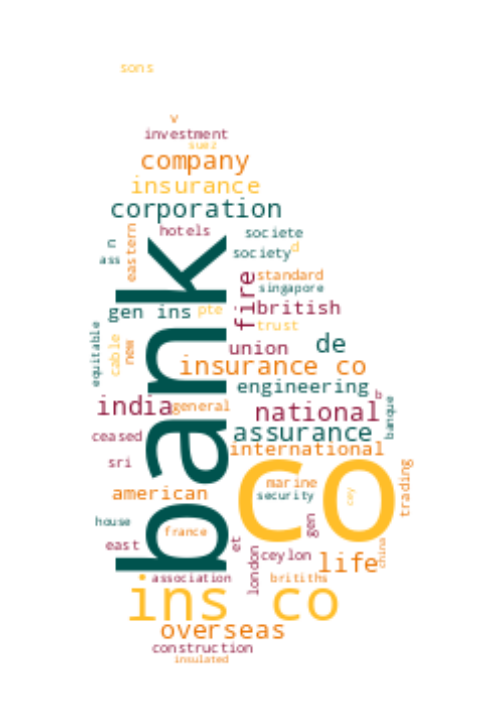 sons
v
investment
suez
company
insurance
corporation
hotels
societe
n
eastern
society
d
ass
bank
fire
standard
singapore
gen ins
pte
british
trust
equitable
cable
new
union
de
insurance co
engineering
b
india
general
national
banque
ceased
assurance
international
sri
co
marine
trading
american
security
cey
house
france
gen
east
et
london
ceylon
life
china
association
britiths
ins co
overseas
construction
insulated